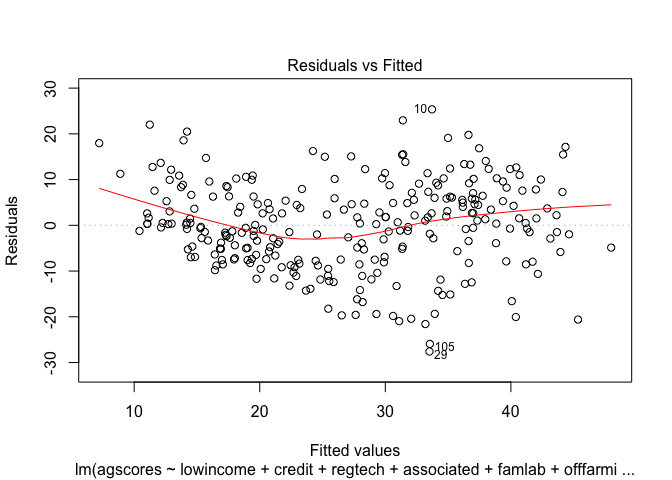 Residuals vs Fitted
Residuals
30
20
10
0
-10
-20
-30
10
105
29
10 20 30 40
Fitted values
lm(agscores ~ lowincome + credit + regtech + associated + famlab + offfarmi ...